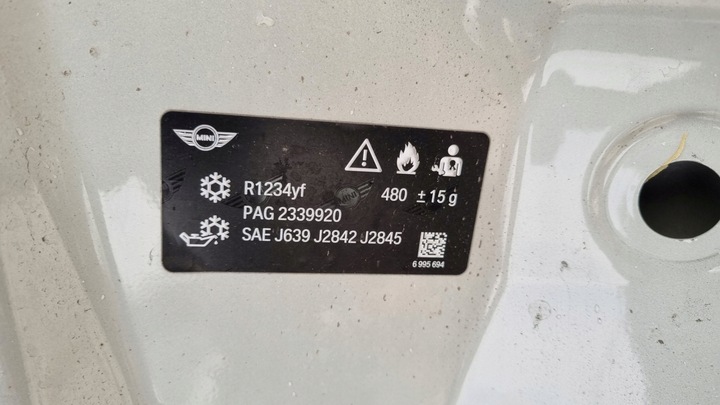 MINI
R1234yf 480 ± 15 g
PAG 2339920
SAE J639 J2842 J2845
6 995 694